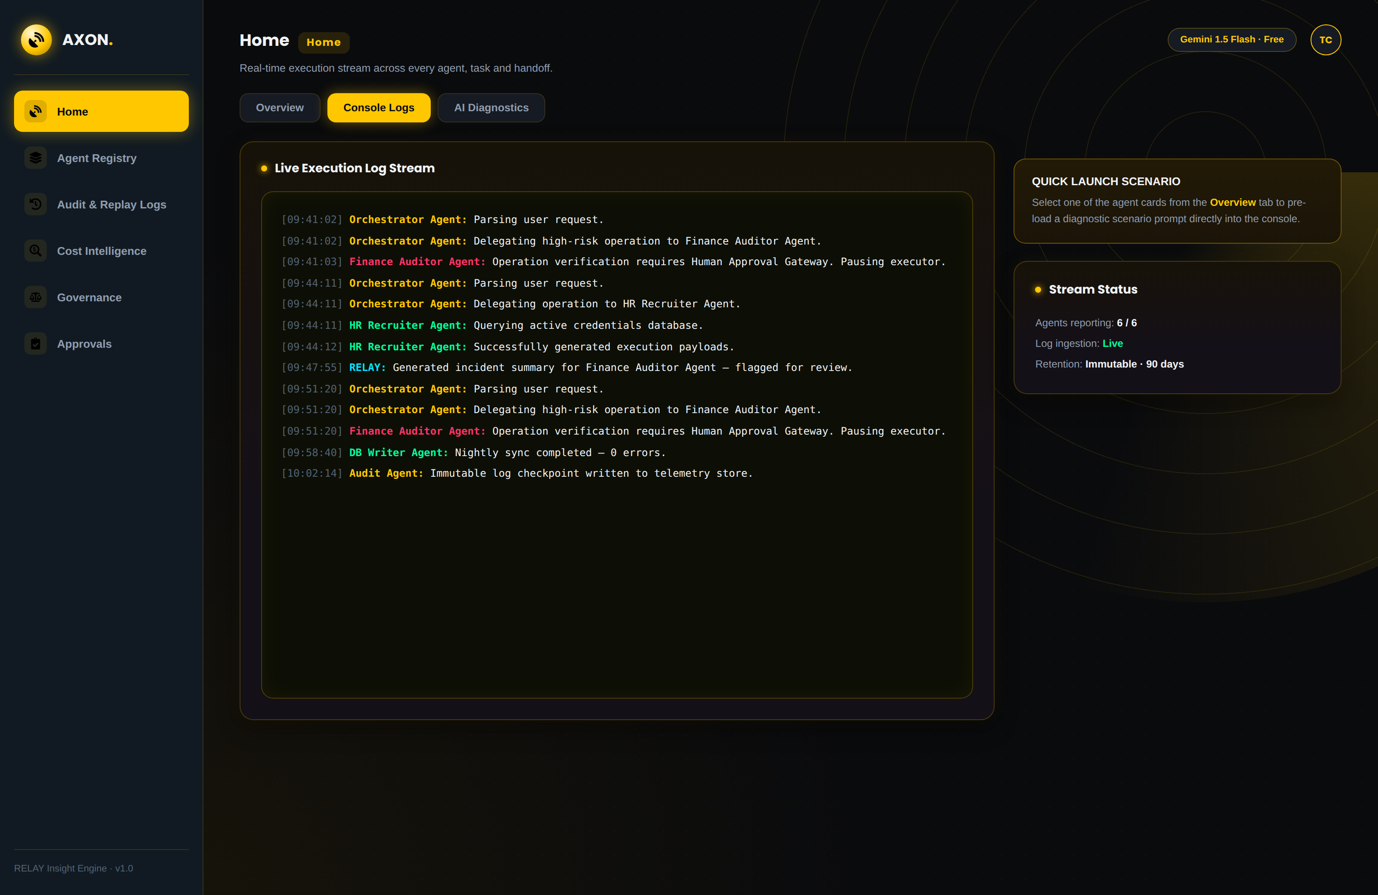 AXON.
Home
Agent Registry
Audit & Replay Logs
Cost Intelligence
Governance
Approvals
RELAY Insight Engine · v1.0
Home Home
Real-time execution stream across every agent, task and handoff.
Gemini 1.5 Flash · Free
TC
Overview
Console Logs
AI Diagnostics
Live Execution Log Stream
[09:41:02] Orchestrator Agent: Parsing user request.
[09:41:02] Orchestrator Agent: Delegating high-risk operation to Finance Auditor Agent.
[09:41:03] Finance Auditor Agent: Operation verification requires Human Approval Gateway. Pausing executor.
[09:44:11] Orchestrator Agent: Parsing user request.
[09:44:11] Orchestrator Agent: Delegating operation to HR Recruiter Agent.
[09:44:11] HR Recruiter Agent: Querying active credentials database.
[09:44:12] HR Recruiter Agent: Successfully generated execution payloads.
[09:47:55] RELAY: Generated incident summary for Finance Auditor Agent — flagged for review.
[09:51:20] Orchestrator Agent: Parsing user request.
[09:51:20] Orchestrator Agent: Delegating high-risk operation to Finance Auditor Agent.
[09:51:20] Finance Auditor Agent: Operation verification requires Human Approval Gateway. Pausing executor.
[09:58:40] DB Writer Agent: Nightly sync completed — 0 errors.
[10:02:14] Audit Agent: Immutable log checkpoint written to telemetry store.
QUICK LAUNCH SCENARIO
Select one of the agent cards from the Overview tab to pre-
load a diagnostic scenario prompt directly into the console.
Stream Status
Agents reporting: 6 / 6
Log ingestion: Live
Retention: Immutable · 90 days